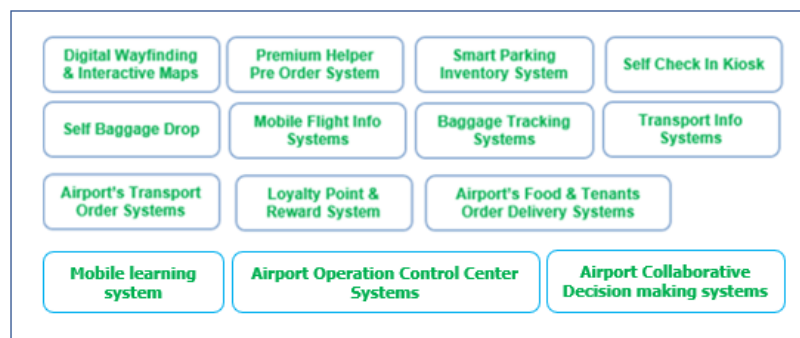 Digital Wayfinding
& Interactive Maps
Premium Helper
Pre Order System
Smart Parking
Inventory System
Self Check In Kiosk
Self Baggage Drop
Mobile Flight Info
Systems
Baggage Tracking
Systems
Transport Info
Systems
Airport's Transport
Order Systems
Loyalty Point &
Reward System
Airport's Food & Tenants
Order Delivery Systems
Mobile learning
system
Airport Operation Control Center
Systems
Airport Collaborative
Decision making systems